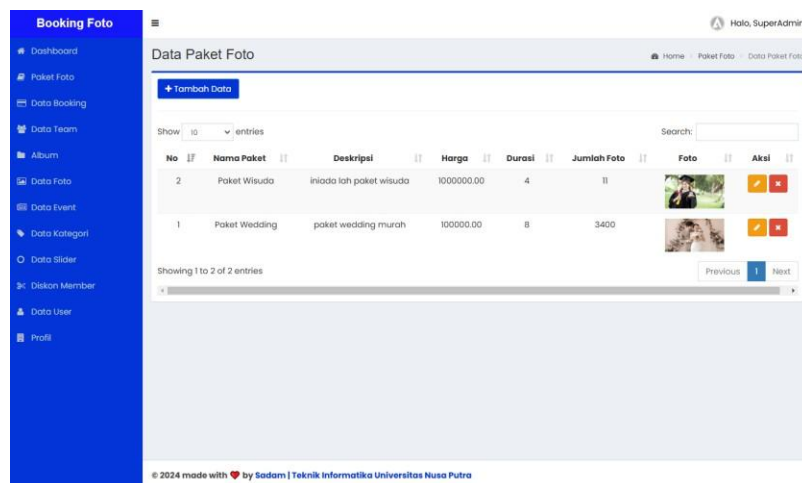 Booking Foto
Halo, SuperAdmin
Dashboard
Paket Foto
Data Booking
Data Team
Album
Data Foto
Data Event
Data Kategori
Data Slider
Diskon Member
Data User
Profil
Data Paket Foto
Home Paket Foto Data Paket Foto
+ Tambah Data
Show 10 entries
Search:
No Nama Paket Deskripsi Harga Durasi Jumlah Foto Foto Aksi
2 Paket Wisuda iniada lah paket wisuda 1000000.00 4 11
1 Paket Wedding paket wedding murah 100000.00 8 3400
Showing 1 to 2 of 2 entries
Previous 1 Next
© 2024 made with ❤ by Sadam | Teknik Informatika Universitas Nusa Putra